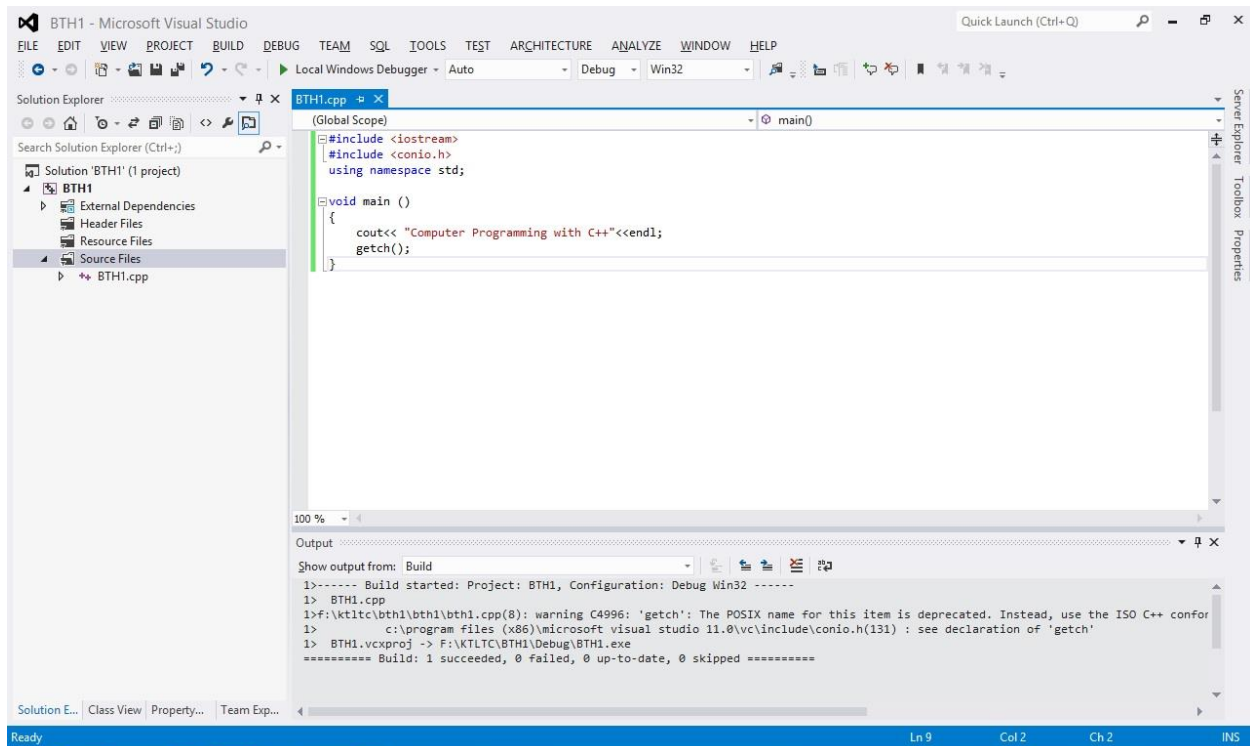 BTH1 - Microsoft Visual Studio
Quick Launch (Ctrl+Q)
FILE EDIT VIEW PROJECT BUILD DEBUG TEAM SQL TOOLS TEST ARCHITECTURE ANALYZE WINDOW HELP
Local Windows Debugger Auto Debug Win32
Solution Explorer
Search Solution Explorer (Ctrl+;)
Solution 'BTH1' (1 project)
BTH1
External Dependencies
Header Files
Resource Files
Source Files
++ BTH1.cpp
Solution E... Class View Property... Team Exp...
BTH1.cpp
(Global Scope) main()
#include <iostream>
#include <conio.h>
using namespace std;
void main ()
{
cout<< "Computer Programming with C++"<<endl;
getch();
}
100 %
Output
Show output from: Build
1>------ Build started: Project: BTH1, Configuration: Debug Win32 ------
1> BTH1.cpp
1>f:\ktltc\bth1\bth1\bth1.cpp(8): warning C4996: 'getch': The POSIX name for this item is deprecated. Instead, use the ISO C++ confor
1> c:\program files (x86)\microsoft visual studio 11.0\vc\include\conio.h(131) : see declaration of 'getch'
1> BTH1.vcxproj -> F:\KTLTC\BTH1\Debug\BTH1.exe
========== Build: 1 succeeded, 0 failed, 0 up-to-date, 0 skipped ==========
Server Explorer
Toolbox
Properties
Ready Ln 9 Col 2 Ch 2 INS